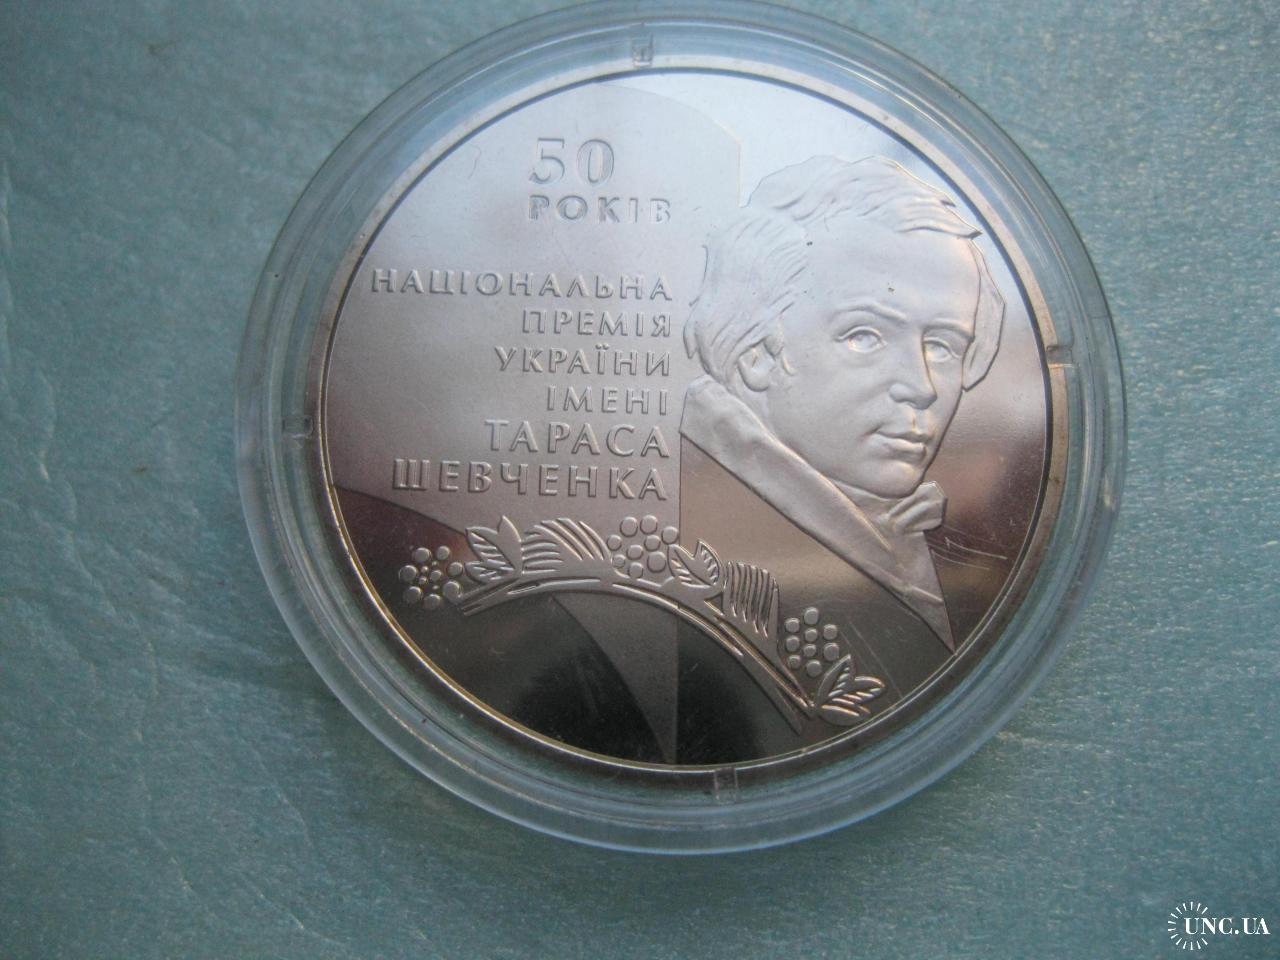 50
РОКІВ
НАЦІОНАЛЬНА
ПРЕМІЯ
УКРАЇНИ
ІМЕНІ
ТАРАСА
ШЕВЧЕНКА
UNC.UA